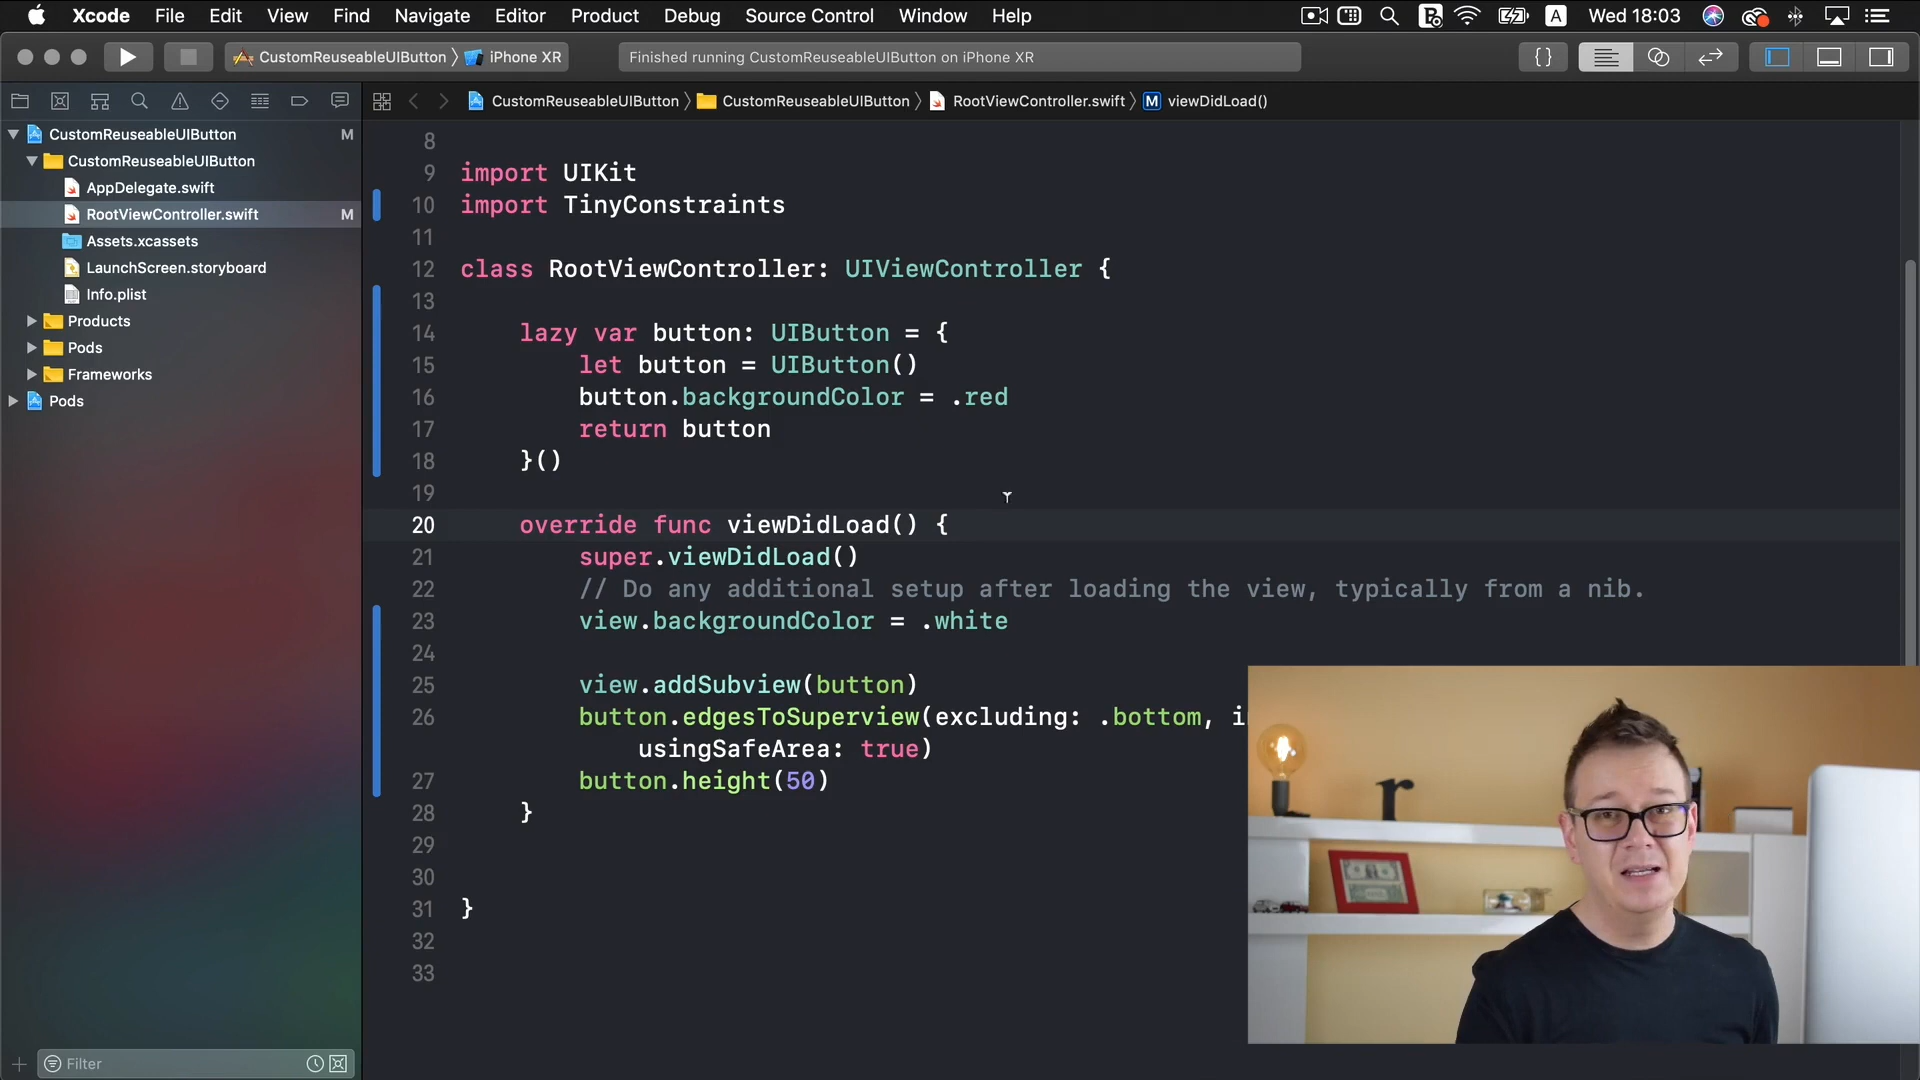 Xcode File Edit View Find Navigate Editor Product Debug Source Control Window Help A Wed 18:03
CustomReuseableUIButton iPhone XR Finished running CustomReuseableUIButton on iPhone XR {}
CustomReuseableUIButton CustomReuseableUIButton RootViewController.swift M viewDidLoad()
CustomReuseableUIButton M
CustomReuseableUIButton
AppDelegate.swift
RootViewController.swift M
Assets.xcassets
LaunchScreen.storyboard
Info.plist
Products
Pods
Frameworks
Pods
Filter
8
9 import UIKit
10 import TinyConstraints
11
12 class RootViewController: UIViewController {
13
14 lazy var button: UIButton = {
15 let button = UIButton()
16 button.backgroundColor = .red
17 return button
18 }()
19
20 override func viewDidLoad() {
21 super.viewDidLoad()
22 // Do any additional setup after loading the view, typically from a nib.
23 view.backgroundColor = .white
24
25 view.addSubview(button)
26 button.edgesToSuperview(excluding: .bottom,
usingSafeArea: true)
27 button.height(50)
28 }
29
30
31 }
32
33
r